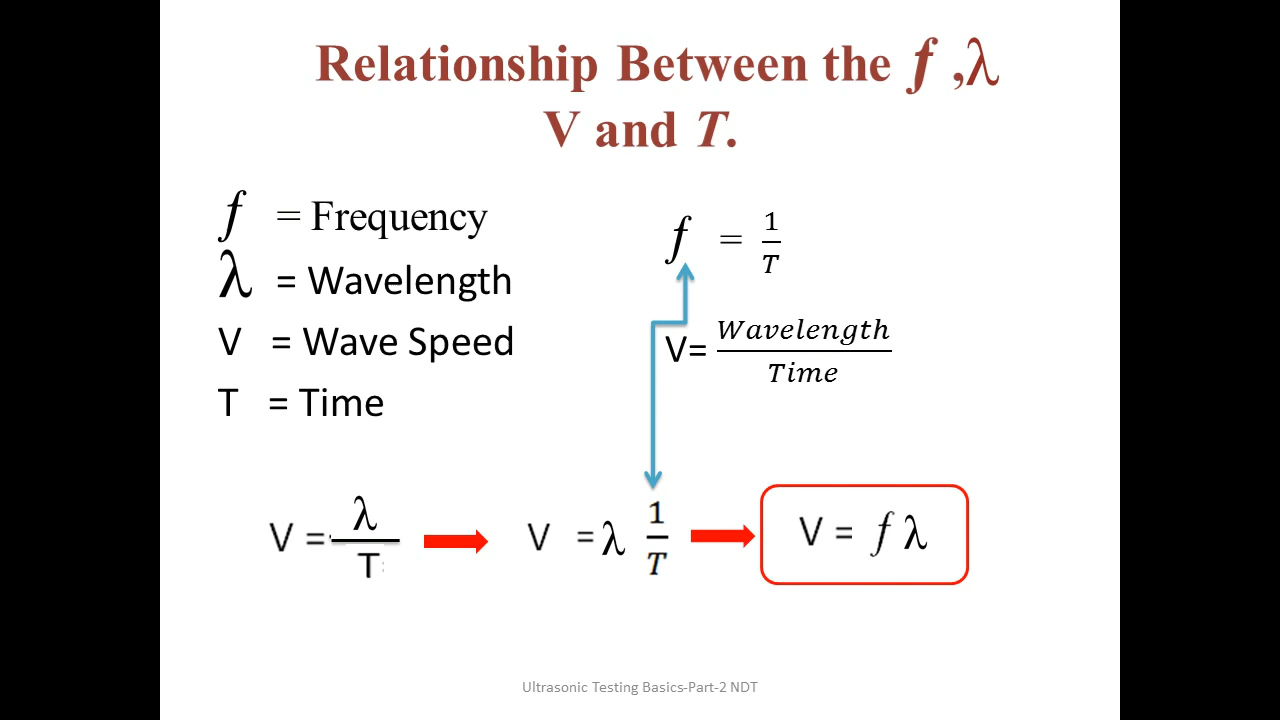 Relationship Between the f ,λ
V and T.
f = Frequency
λ = Wavelength
V = Wave Speed
T = Time
f = 1/T
V= Wavelength/Time
V = λ/T
V = λ 1/T
V = f λ
Ultrasonic Testing Basics-Part-2 NDT